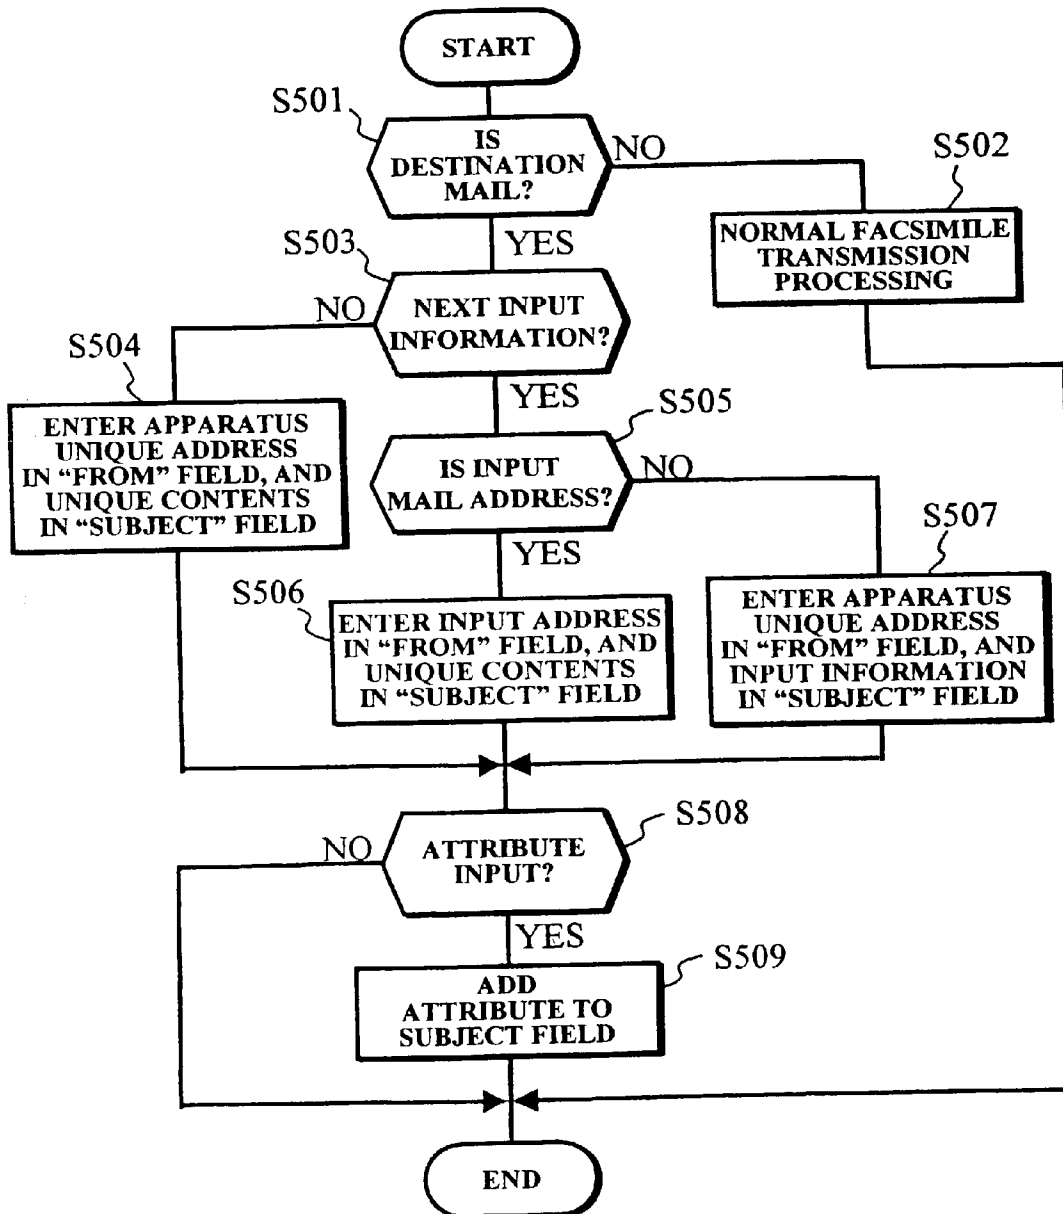 START
S501
IS
DESTINATION
MAIL?
NO
S502
NORMAL FACSIMILE
TRANSMISSION
PROCESSING
YES
S503
NEXT INPUT
INFORMATION?
NO
S504
ENTER APPARATUS
UNIQUE ADDRESS
IN “FROM” FIELD, AND
UNIQUE CONTENTS
IN “SUBJECT” FIELD
YES
S505
IS INPUT
MAIL ADDRESS?
NO
S507
ENTER APPARATUS
UNIQUE ADDRESS
IN “FROM” FIELD, AND
INPUT INFORMATION
IN “SUBJECT” FIELD
YES
S506
ENTER INPUT ADDRESS
IN “FROM” FIELD, AND
UNIQUE CONTENTS
IN “SUBJECT” FIELD
S508
ATTRIBUTE
INPUT?
NO
YES
S509
ADD
ATTRIBUTE TO
SUBJECT FIELD
END